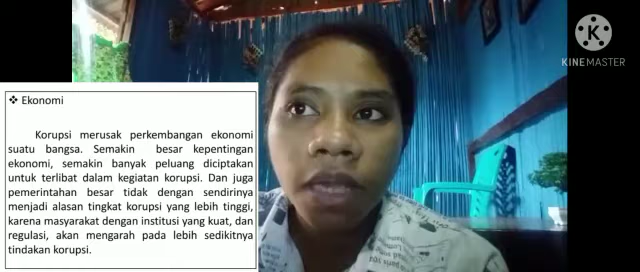 ❖ Ekonomi
Korupsi merusak perkembangan ekonomi
suatu bangsa. Semakin besar kepentingan
ekonomi, semakin banyak peluang diciptakan
untuk terlibat dalam kegiatan korupsi. Dan juga
pemerintahan besar tidak dengan sendirinya
menjadi alasan tingkat korupsi yang lebih tinggi,
karena masyarakat dengan institusi yang kuat, dan
regulasi, akan mengarah pada lebih sedikitnya
tindakan korupsi.
K
KINEMASTER